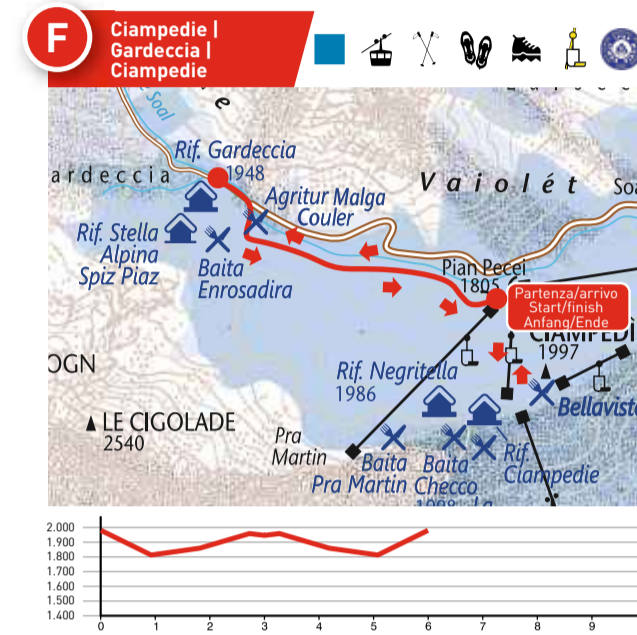 F
Ciampedie |
Gardeccia |
Ciampedie
Soal
Rif. Gardeccia
1948
ardeccia
Vaiolét
Soa
Agritur Malga
Couler
Rif. Stella
Alpina
Spiz Piaz
Baita
Enrosadira
Pian Pecei
1805
Partenza/arrivo
Start/finish
Anfang/Ende
CIAMPEDÌ
1997
OGN
Rif. Negritella
1986
Bellavista
LE CIGOLADE
2540
Pra
Martin
Baita
Pra Martin
Baita
Checco
1998
La
Rif.
Ciampedie
2.000
1.900
1.800
1.700
1.600
1.500
1.400
0 1 2 3 4 5 6 7 8 9